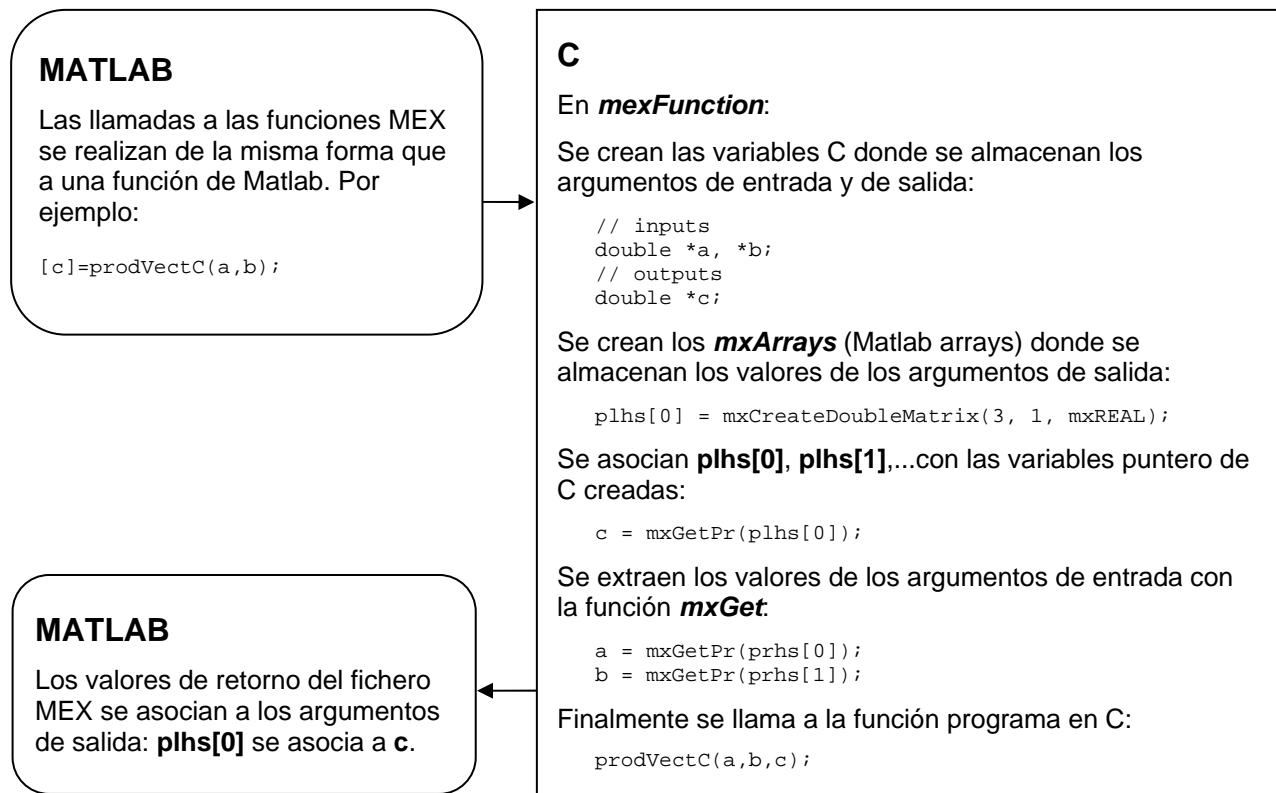 MATLAB
Las llamadas a las funciones MEX
se realizan de la misma forma que
a una función de Matlab. Por
ejemplo:
[c]=prodVectC(a,b);
C
En mexFunction:
Se crean las variables C donde se almacenan los
argumentos de entrada y de salida:
// inputs
double *a, *b;
// outputs
double *c;
Se crean los mxArrays (Matlab arrays) donde se
almacenan los valores de los argumentos de salida:
plhs[0] = mxCreateDoubleMatrix(3, 1, mxREAL);
Se asocian plhs[0], plhs[1],...con las variables puntero de
C creadas:
c = mxGetPr(plhs[0]);
Se extraen los valores de los argumentos de entrada con
la función mxGet:
a = mxGetPr(prhs[0]);
b = mxGetPr(prhs[1]);
Finalmente se llama a la función programa en C:
prodVectC(a,b,c);
MATLAB
Los valores de retorno del fichero
MEX se asocian a los argumentos
de salida: plhs[0] se asocia a c.